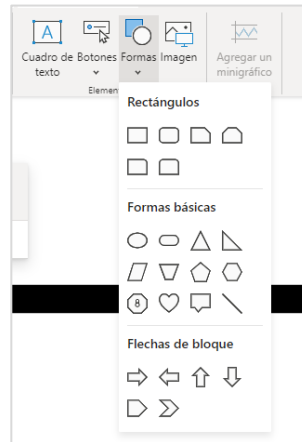 Cuadro de texto
Botones
Formas
Imagen
Agregar un minigráfico
Elemen
Rectángulos
Formas básicas
8
Flechas de bloque